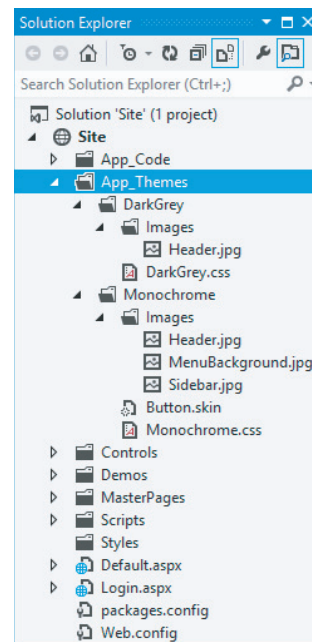 Solution Explorer
Search Solution Explorer (Ctrl+;)
Solution 'Site' (1 project)
Site
App_Code
App_Themes
DarkGrey
Images
Header.jpg
DarkGrey.css
Monochrome
Images
Header.jpg
MenuBackground.jpg
Sidebar.jpg
Button.skin
Monochrome.css
Controls
Demos
MasterPages
Scripts
Styles
Default.aspx
Login.aspx
packages.config
Web.config